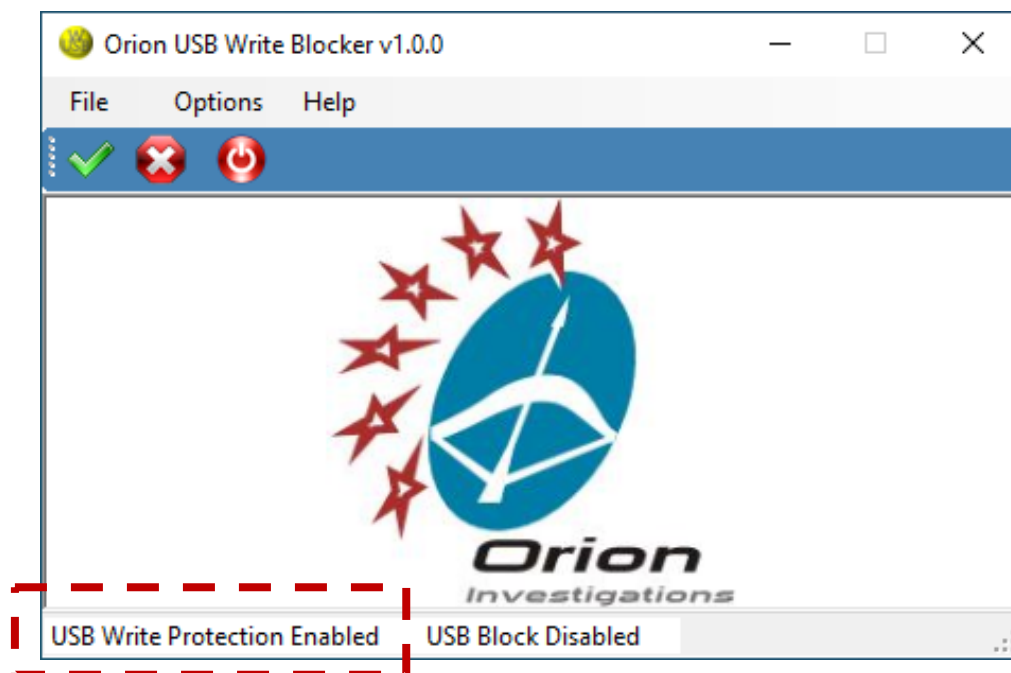 Orion USB Write Blocker v1.0.0
File Options Help
Orion
Investigations
USB Write Protection Enabled USB Block Disabled